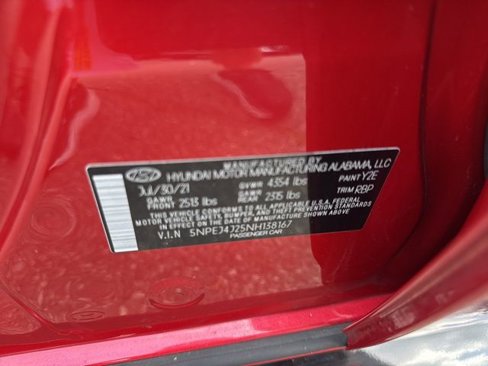 MANUFACTURED BY
HYUNDAI MOTOR MANUFACTURING ALABAMA, LLC
Jul/30/21 GVWR 4354 lbs PAINT Y2E
GAWR FRONT 2513 lbs GAWR REAR 2315 lbs TRIM RBP
THIS VEHICLE CONFORMS TO ALL APPLICABLE U.S.A. FEDERAL
MOTOR VEHICLE SAFETY, BUMPER, AND THEFT PREVENTION
STANDARDS IN EFFECT ON THE DATE OF MANUFACTURE SHOWN ABOVE.
V.I.N 5NPEJ4J25NH138167
PASSENGER CAR